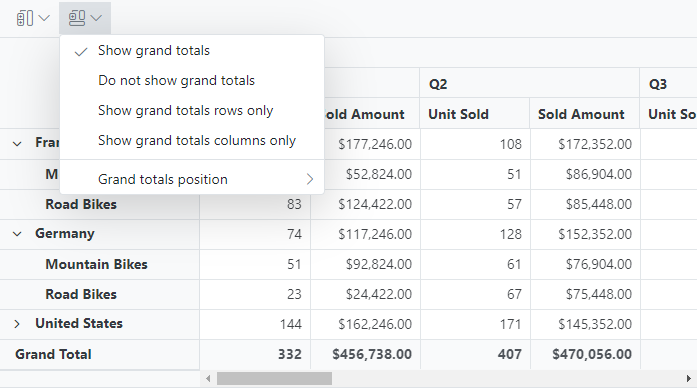 Show grand totals
Do not show grand totals
Show grand totals rows only
Show grand totals columns only
Grand totals position
Q2 Q3
old Amount Unit Sold Sold Amount Unit So
Fra $177,246.00 108 $172,352.00
M $52,824.00 51 $86,904.00
Road Bikes 83 $124,422.00 57 $85,448.00
Germany 74 $117,246.00 128 $152,352.00
Mountain Bikes 51 $92,824.00 61 $76,904.00
Road Bikes 23 $24,422.00 67 $75,448.00
United States 144 $162,246.00 171 $145,352.00
Grand Total 332 $456,738.00 407 $470,056.00